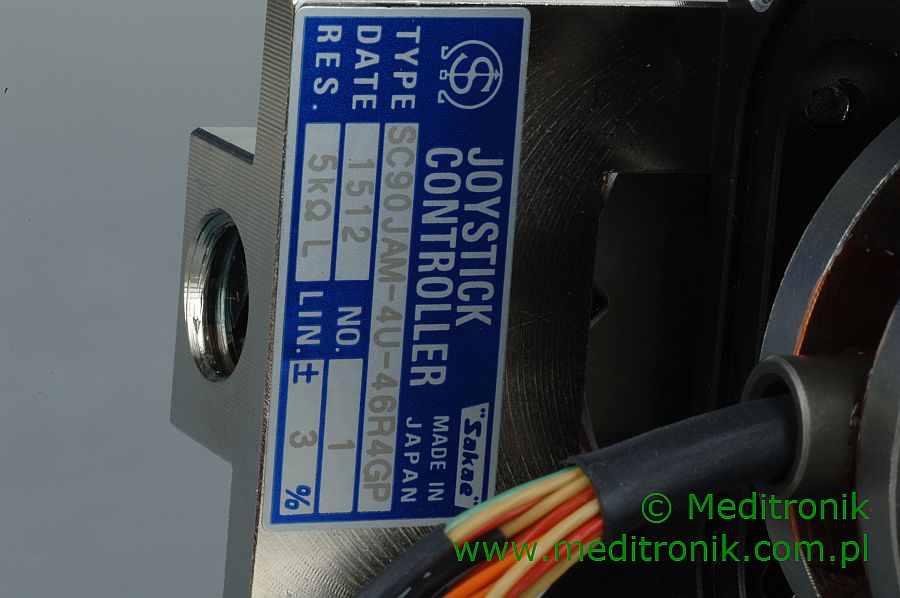 JOYSTICK
CONTROLLER
"Sakae"
MADE IN
JAPAN
TYPE SC90JAM-4U-46R4GP
DATE 1512 NO. 1
RES. 5kΩ L LIN. ± 3 %
© Meditronik
www.meditronik.com.pl